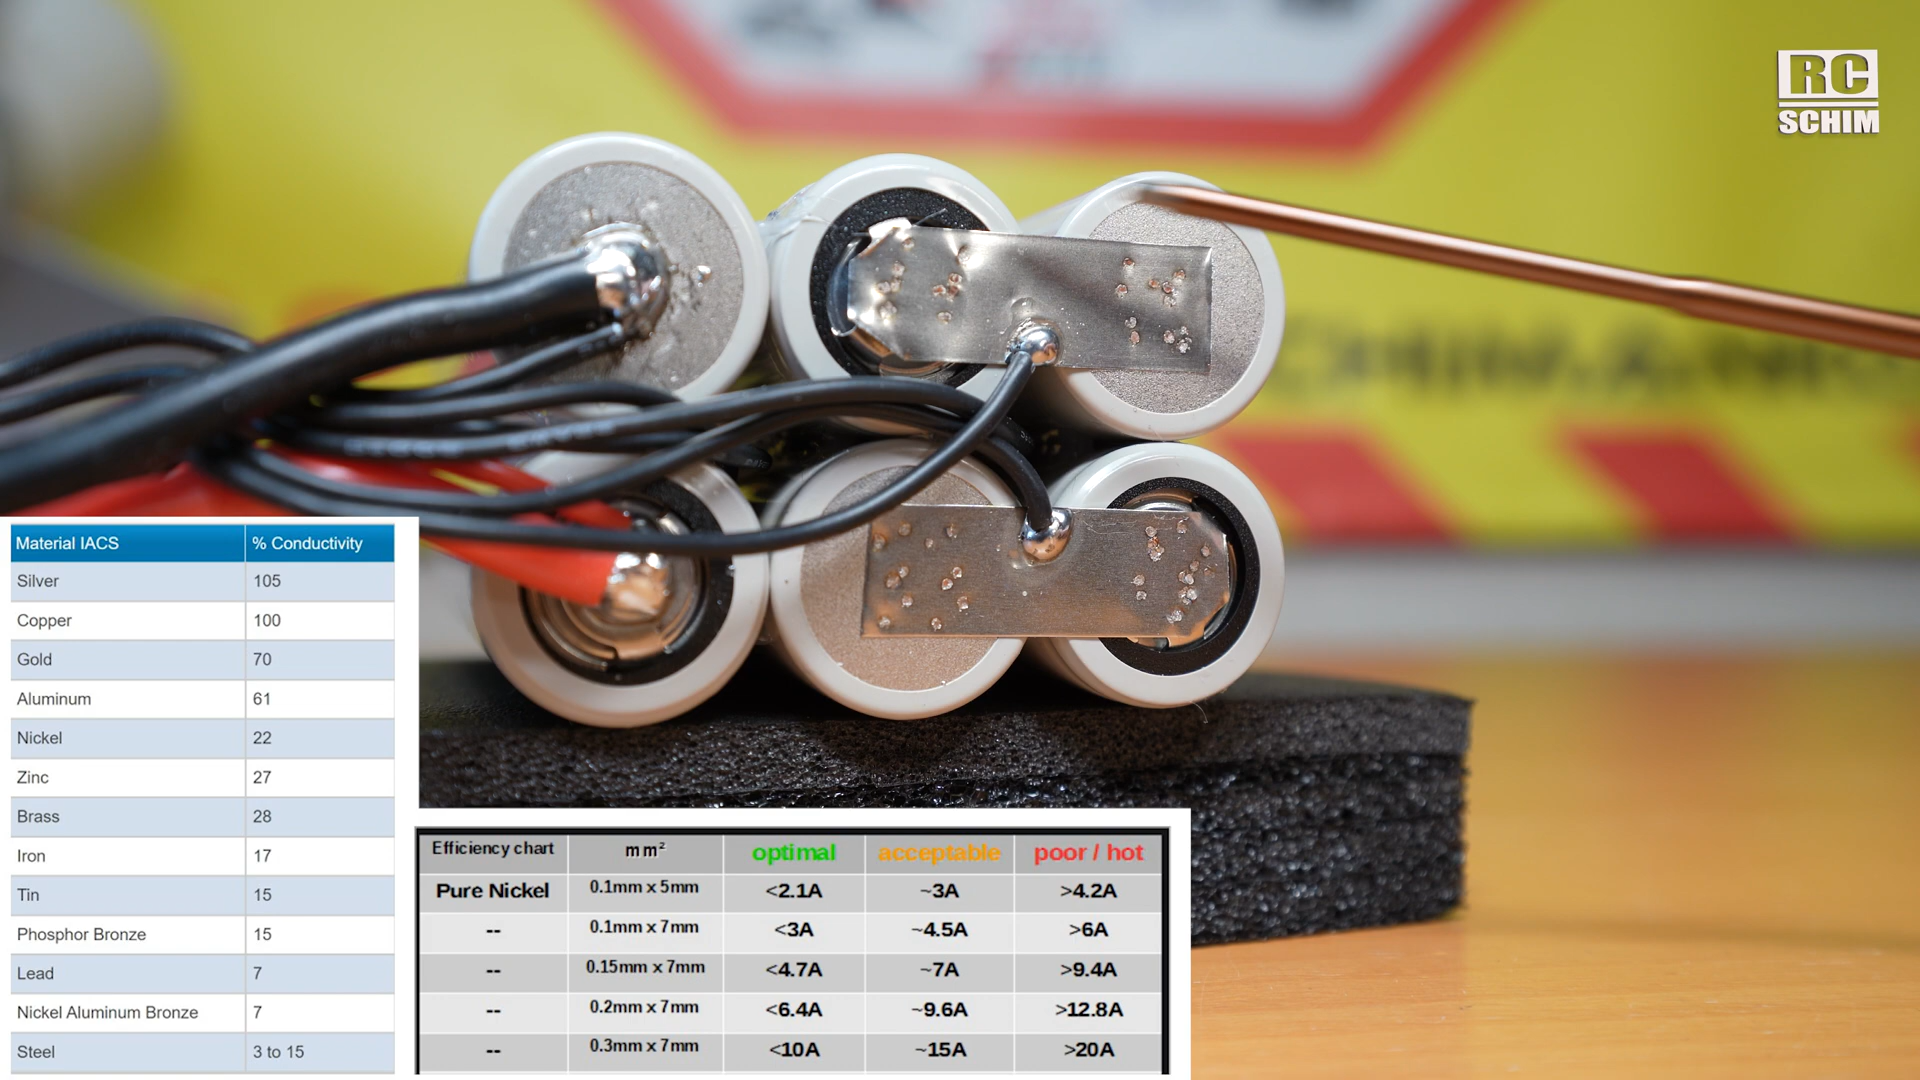 RC
SCHIM
Material IACS % Conductivity
Silver 105
Copper 100
Gold 70
Aluminum 61
Nickel 22
Zinc 27
Brass 28
Iron 17
Tin 15
Phosphor Bronze 15
Lead 7
Nickel Aluminum Bronze 7
Steel 3 to 15
Efficiency chart mm² optimal acceptable poor / hot
Pure Nickel 0.1mm x 5mm <2.1A ~3A >4.2A
-- 0.1mm x 7mm <3A ~4.5A >6A
-- 0.15mm x 7mm <4.7A ~7A >9.4A
-- 0.2mm x 7mm <6.4A ~9.6A >12.8A
-- 0.3mm x 7mm <10A ~15A >20A